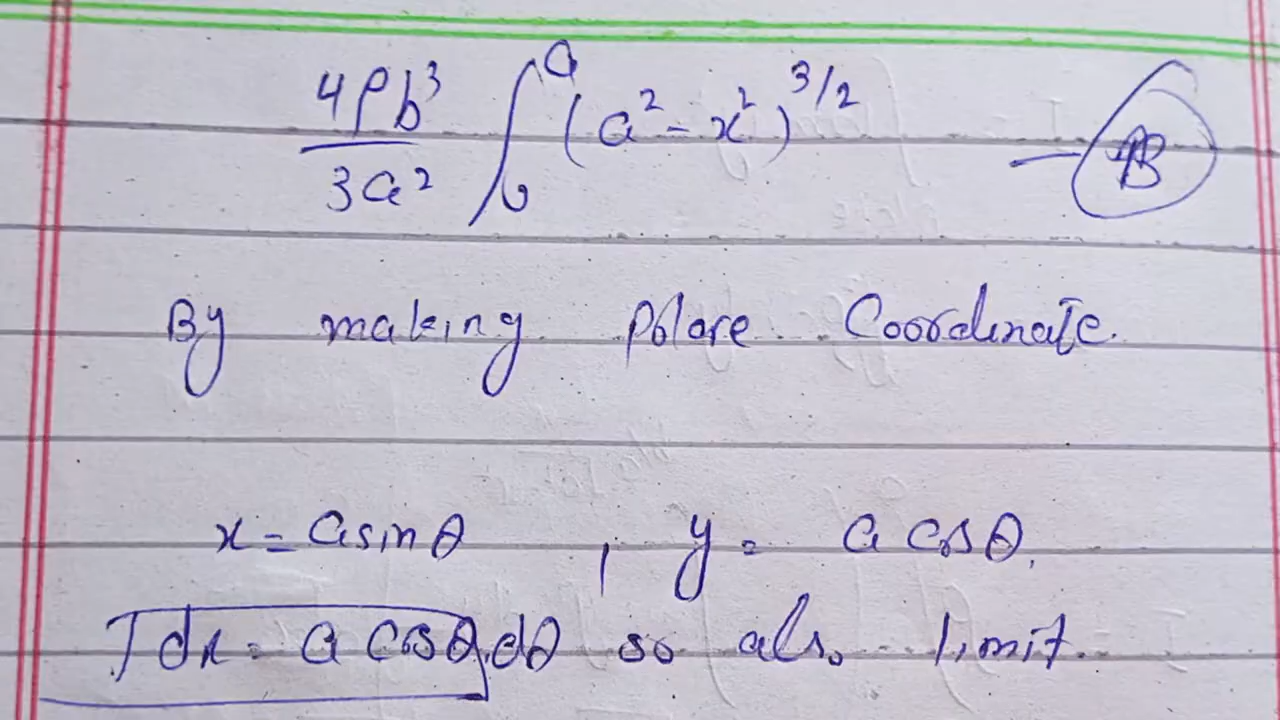 4ρb³/3a² ∫₀ᵃ (a² - x²)^3/2 — B
By making Polare Coordinate.
x = a sin θ , y = a cos θ.
dx = a cos θ. dθ so also limit.